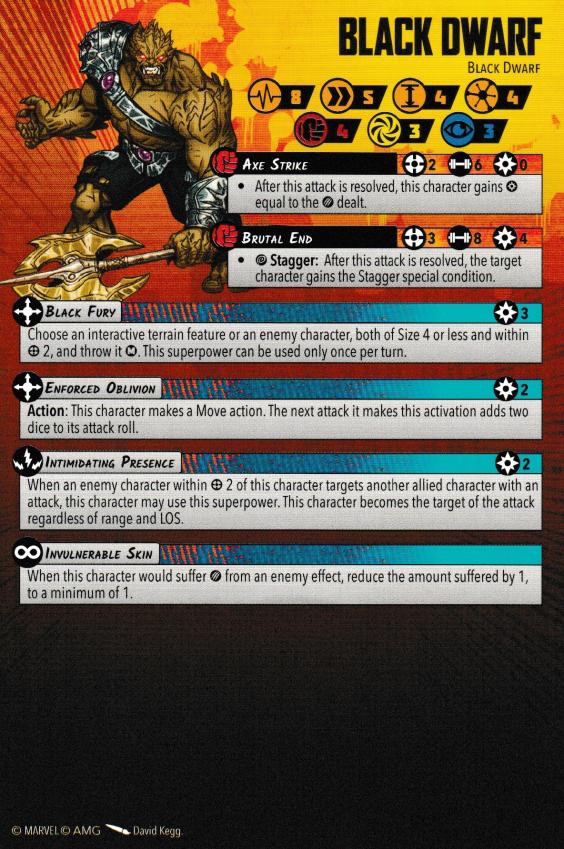 BLACK DWARF
BLACK DWARF
8 S 4 4
4 3 3
AXE STRIKE 2 6 0
• After this attack is resolved, this character gains
equal to the dealt.
BRUTAL END 3 8 4
• Stagger: After this attack is resolved, the target
character gains the Stagger special condition.
BLACK FURY 3
Choose an interactive terrain feature or an enemy character, both of Size 4 or less and within
2, and throw it M. This superpower can be used only once per turn.
ENFORCED OBLIVION 2
Action: This character makes a Move action. The next attack it makes this activation adds two
dice to its attack roll.
INTIMIDATING PRESENCE 2
When an enemy character within 2 of this character targets another allied character with an
attack, this character may use this superpower. This character becomes the target of the attack
regardless of range and LOS.
INVULNERABLE SKIN
When this character would suffer from an enemy effect, reduce the amount suffered by 1,
to a minimum of 1.
© MARVEL © AMG David Kegg.